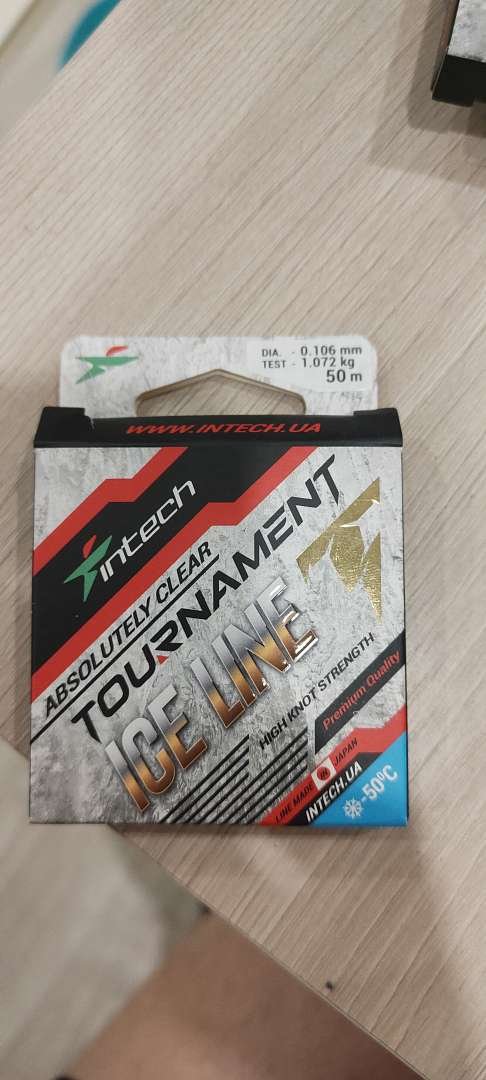 DIA. - 0.106 mm
TEST - 1.072 kg
50 m
WWW.INTECH.UA
intech
ABSOLUTELY CLEAR
TOURNAMENT
ICE LINE
HIGH KNOT STRENGTH
Premium Quality
LINE MADE IN JAPAN
INTECH.UA
-50°C